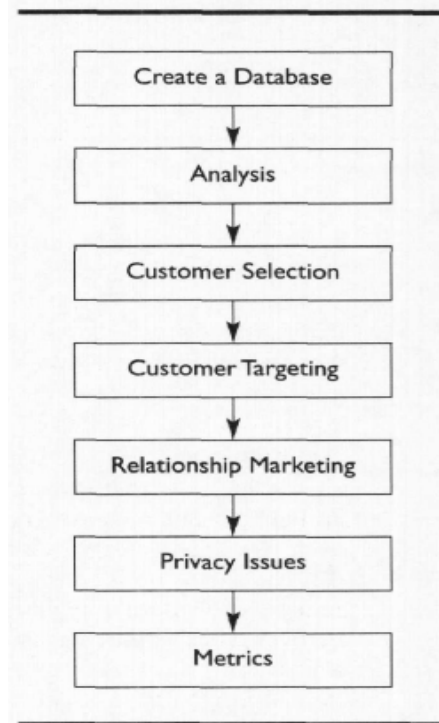 Create a Database
Analysis
Customer Selection
Customer Targeting
Relationship Marketing
Privacy Issues
Metrics